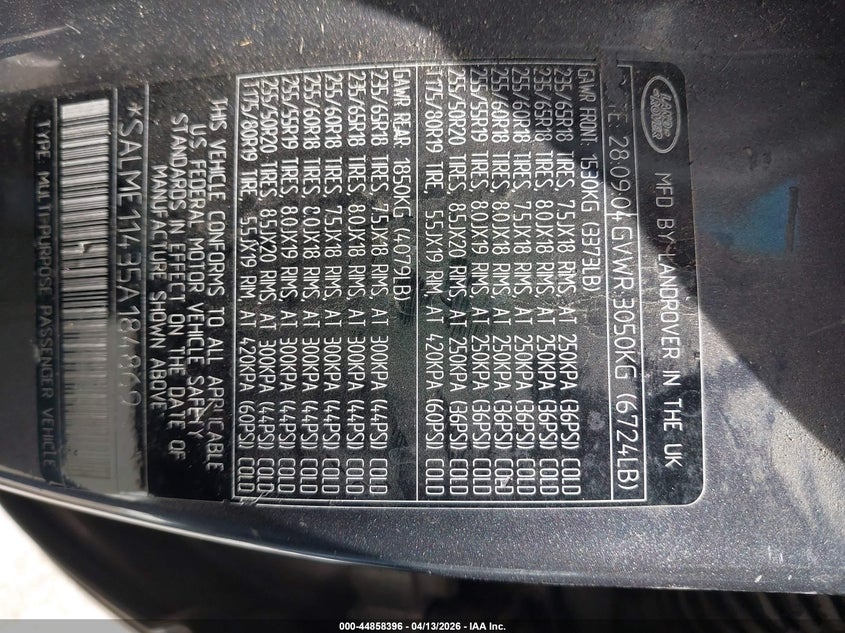 LAND ROVER
MFD BY LANDROVER IN THE UK
28.09.04 GVWR 3050KG (6724LB)
GAWR FRONT: 1530KG (3373LB)
235/65R18 TIRES, 7.5JX18 RIMS, AT 250KPA (36PSI) COLD
235/65R18 TIRES, 8.0JX18 RIMS, AT 250KPA (36PSI) COLD
255/60R18 TIRES, 7.5JX18 RIMS, AT 250KPA (36PSI) COLD
255/60R18 TIRES, 8.0JX18 RIMS, AT 250KPA (36PSI) COLD
255/55R19 TIRES, 8.0JX19 RIMS, AT 250KPA (36PSI) COLD
255/50R20 TIRES, 8.5JX20 RIMS, AT 250KPA (36PSI) COLD
T175/80R19 TIRE, 5.5JX19 RIM, AT 420KPA (60PSI) COLD
GAWR REAR: 1850KG (4079LB)
235/65R18 TIRES, 7.5JX18 RIMS, AT 300KPA (44PSI) COLD
235/65R18 TIRES, 8.0JX18 RIMS, AT 300KPA (44PSI) COLD
255/60R18 TIRES, 7.5JX18 RIMS, AT 300KPA (44PSI) COLD
255/60R18 TIRES, 8.0JX18 RIMS, AT 300KPA (44PSI) COLD
255/55R19 TIRES, 8.0JX19 RIMS, AT 300KPA (44PSI) COLD
255/50R20 TIRES, 8.5JX20 RIMS, AT 300KPA (44PSI) COLD
T175/80R19 TIRE, 5.5JX19 RIM, AT 420KPA (60PSI) COLD
THIS VEHICLE CONFORMS TO ALL APPLICABLE
US FEDERAL MOTOR VEHICLE SAFETY
STANDARDS IN EFFECT ON THE DATE OF
MANUFACTURE SHOWN ABOVE
*SALME11435A184869
TYPE: MULTI-PURPOSE PASSENGER VEHICLE
000-44858396 - 04/13/2026 - IAA Inc.